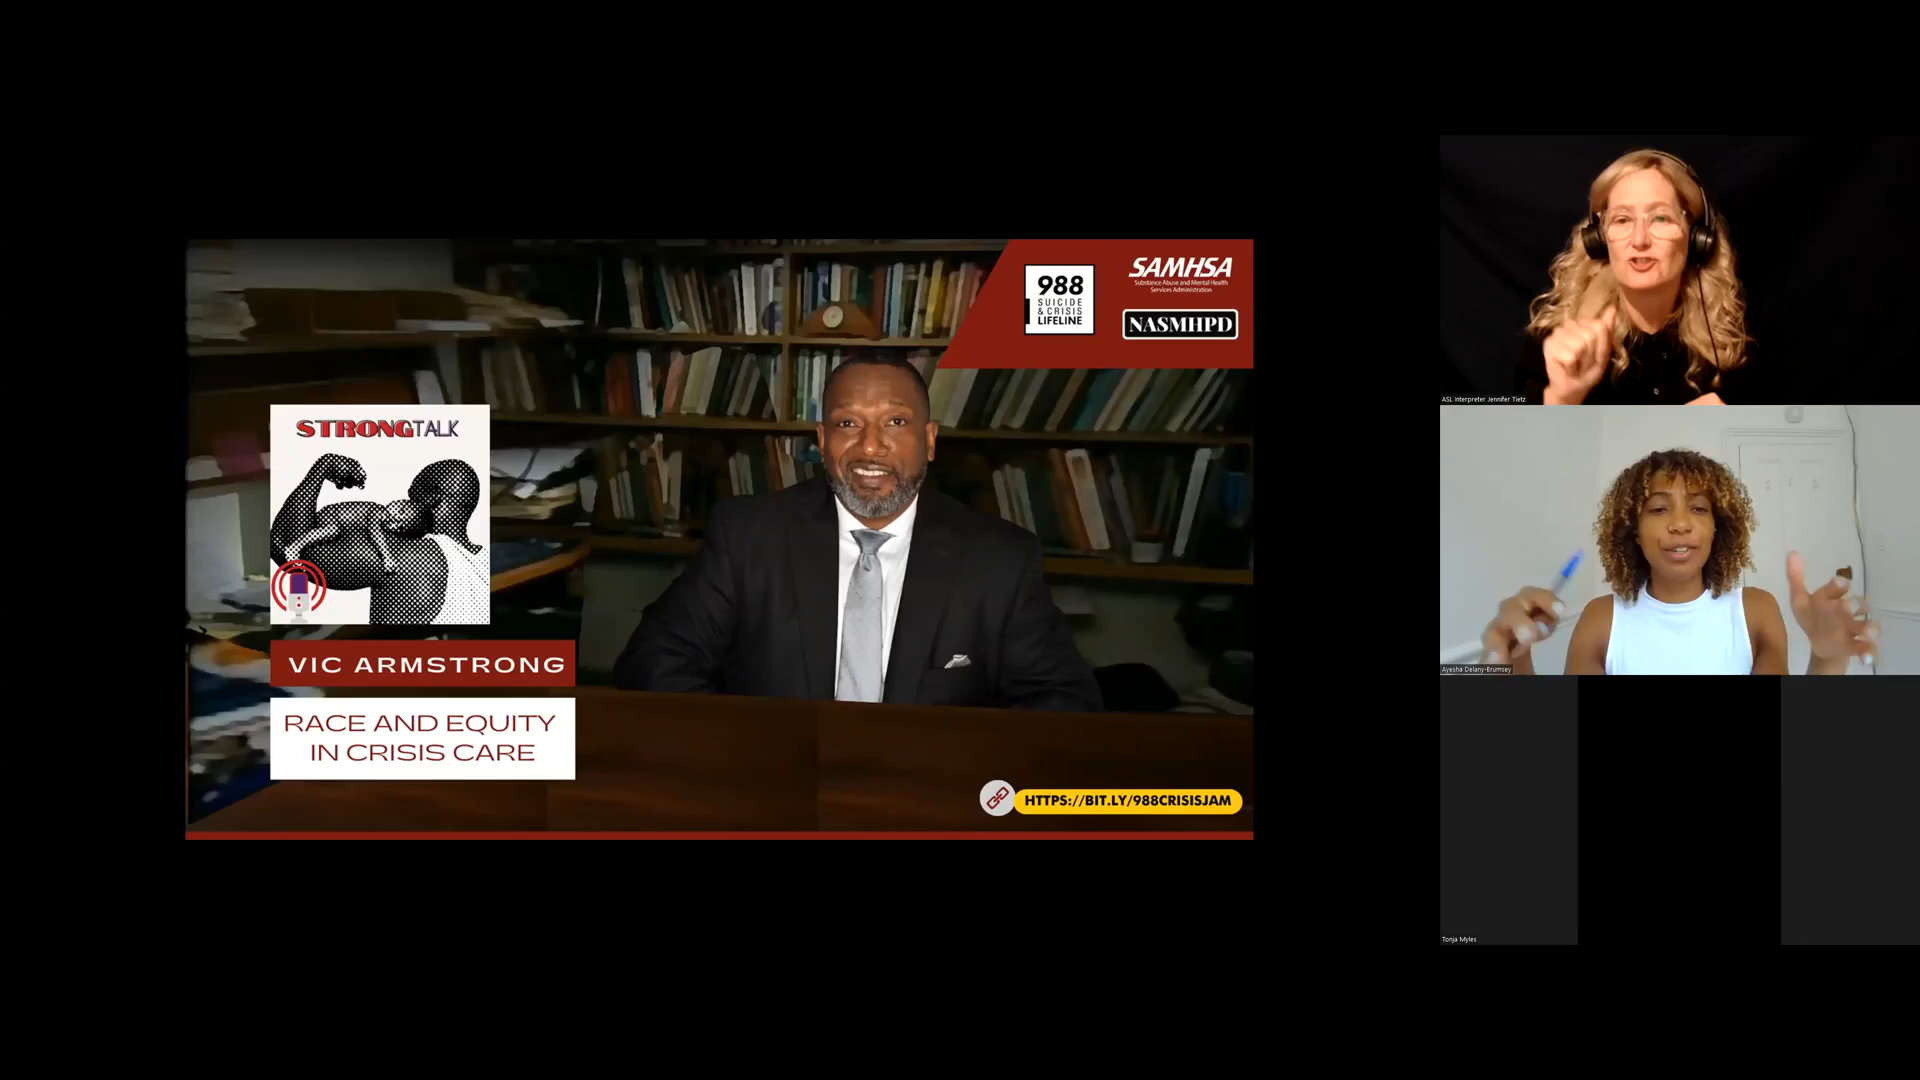 988
SUICIDE
& CRISIS
LIFELINE
SAMHSA
Substance Abuse and Mental Health
Services Administration
NASMHPD
STRONGTALK
VIC ARMSTRONG
RACE AND EQUITY
IN CRISIS CARE
HTTPS://BIT.LY/988CRISISJAM
ASL Interpreter Jennifer Tietz
Ayesha Delany-Brumsey
Tonja Myles